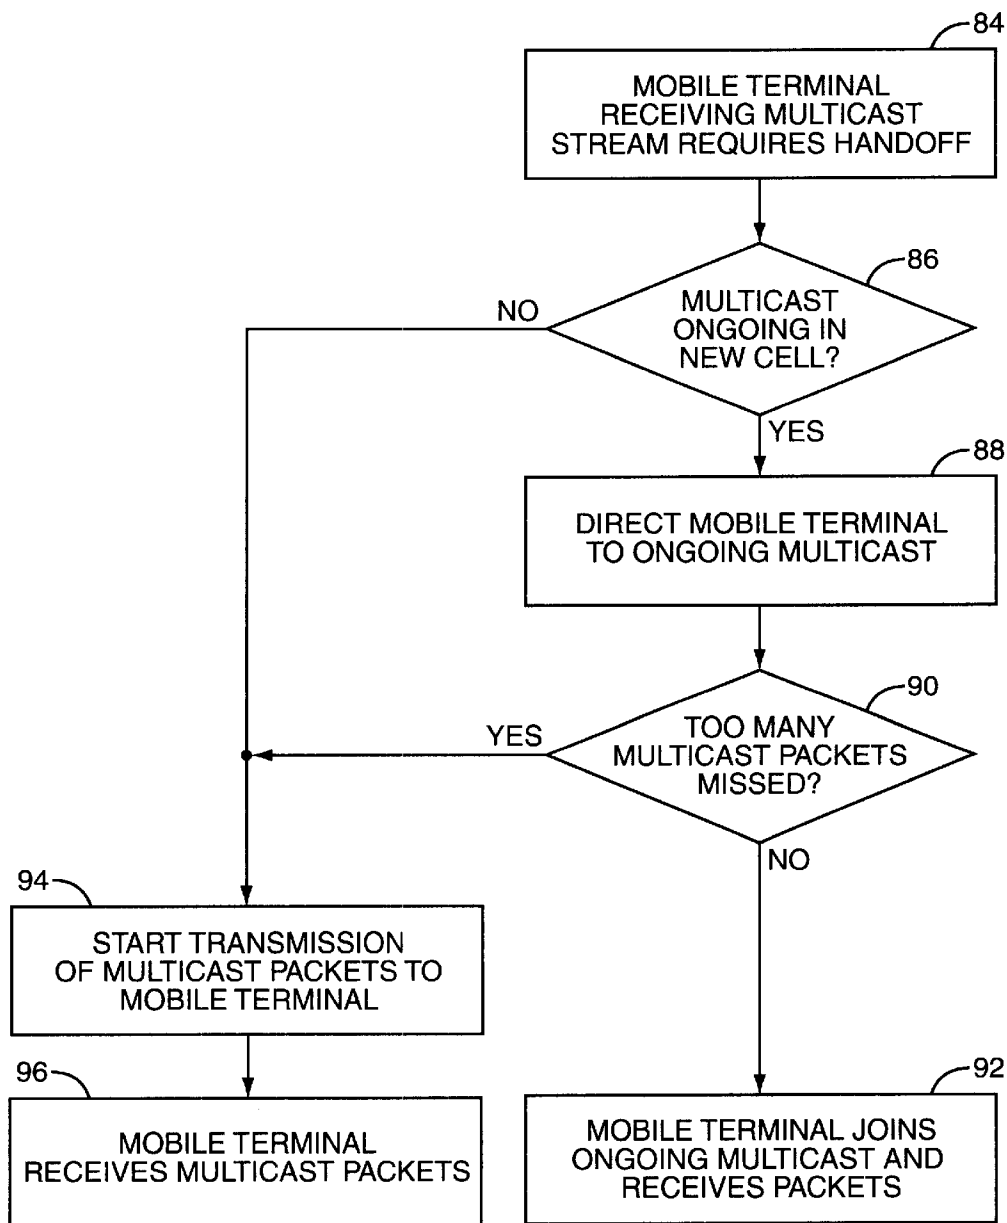 84
MOBILE TERMINAL
RECEIVING MULTICAST
STREAM REQUIRES HANDOFF
86
NO
MULTICAST
ONGOING IN
NEW CELL?
YES
88
DIRECT MOBILE TERMINAL
TO ONGOING MULTICAST
90
YES
TOO MANY
MULTICAST PACKETS
MISSED?
NO
94
START TRANSMISSION
OF MULTICAST PACKETS TO
MOBILE TERMINAL
96
MOBILE TERMINAL
RECEIVES MULTICAST PACKETS
92
MOBILE TERMINAL JOINS
ONGOING MULTICAST AND
RECEIVES PACKETS